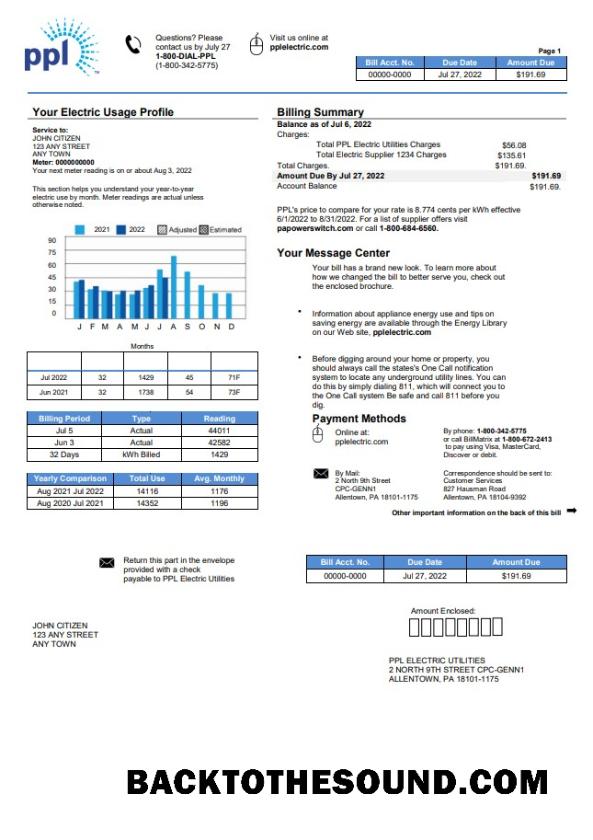 ppl
Questions? Please
contact us by July 27
1-800-DIAL-PPL
(1-800-342-5775)
Visit us online at
pplelectric.com
Page 1
Bill Acct. No. Due Date Amount Due
00000-0000 Jul 27, 2022 $191.69
Your Electric Usage Profile
Service to:
JOHN CITIZEN
123 ANY STREET
ANY TOWN
Meter: 0000000000
Your next meter reading is on or about Aug 3, 2022
This section helps you understand your year-to-year
electric use by month. Meter readings are actual unless
otherwise noted.
2021 2022 Adjusted Estimated
90
75
60
45
30
15
0
J F M A M J J A S O N D
Months
Jul 2022 32 1429 45 71F
Jun 2021 32 1738 54 73F
Billing Period Type Reading
Jul 5 Actual 44011
Jun 3 Actual 42582
32 Days kWh Billed 1429
Yearly Comparison Total Use Avg. Monthly
Aug 2021 Jul 2022 14116 1176
Aug 2020 Jul 2021 14352 1196
Billing Summary
Balance as of Jul 6, 2022
Charges:
Total PPL Electric Utilities Charges $56.08
Total Electric Supplier 1234 Charges $135.61
Total Charges. $191.69.
Amount Due By Jul 27, 2022 $191.69
Account Balance $191.69.
PPL's price to compare for your rate is 8.774 cents per kWh effective
6/1/2022 to 8/31/2022. For a list of supplier offers visit
papowerswitch.com or call 1-800-684-6560.
Your Message Center
Your bill has a brand new look. To learn more about
how we changed the bill to better serve you, check out
the enclosed brochure.
• Information about appliance energy use and tips on
saving energy are available through the Energy Library
on our Web site, pplelectric.com
• Before digging around your home or property, you
should always call the states's One Call notification
system to locate any underground utility lines. You can
do this by simply dialing 811, which will connect you to
the One Call system Be safe and call 811 before you
dig.
Payment Methods
Online at:
pplelectric.com
By phone: 1-800-342-5775
or call BillMatrix at 1-800-672-2413
to pay using Visa, MasterCard,
Discover or debit.
By Mail:
2 North 9th Street
CPC-GENN1
Allentown, PA 18101-1175
Correspondence should be sent to:
Customer Services
827 Hausman Road
Allentown, PA 18104-9392
Other important information on the back of this bill
Return this part in the envelope
provided with a check
payable to PPL Electric Utilities
Bill Acct. No. Due Date Amount Due
00000-0000 Jul 27, 2022 $191.69
Amount Enclosed:
JOHN CITIZEN
123 ANY STREET
ANY TOWN
PPL ELECTRIC UTILITIES
2 NORTH 9TH STREET CPC-GENN1
ALLENTOWN, PA 18101-1175
BACKTOTHESOUND.COM